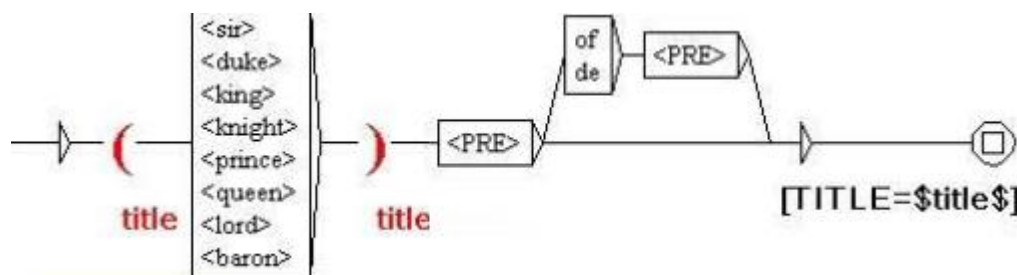 <sir>
<duke>
<king>
<knight>
<prince>
<queen>
<lord>
<baron>
(
title
)
title
<PRE>
of
de
<PRE>
[TITLE=$title$]